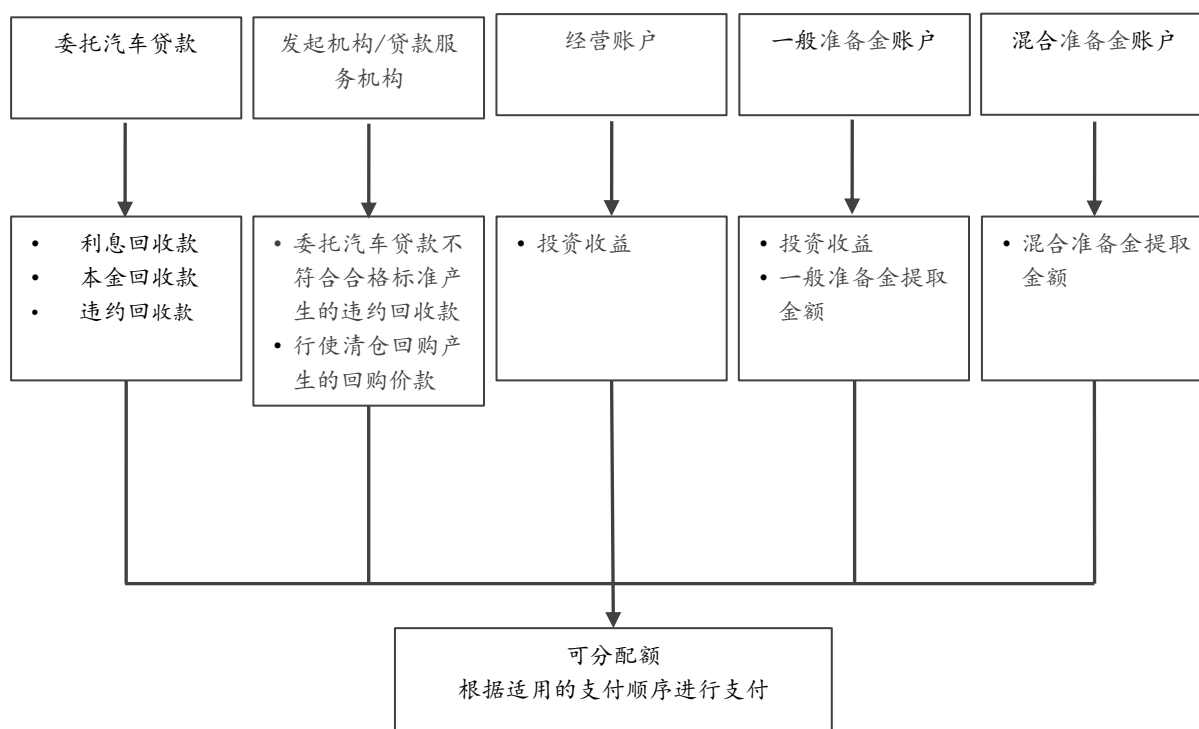 委托汽车贷款
发起机构/贷款服
务机构
经营账户
一般准备金账户
混合准备金账户
• 利息回收款
• 本金回收款
• 违约回收款
• 委托汽车贷款不
符合合格标准产
生的违约回收款
• 行使清仓回购产
生的回购价款
• 投资收益
• 投资收益
• 一般准备金提取
金额
• 混合准备金提取
金额
可分配额
根据适用的支付顺序进行支付